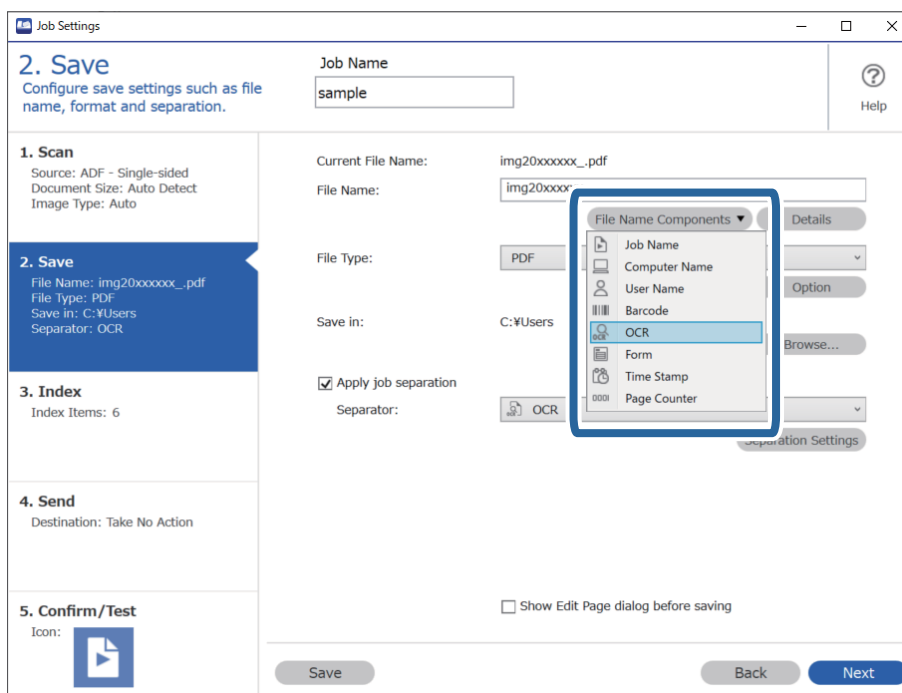 Job Settings
2. Save
Configure save settings such as file
name, format and separation.
Job Name
sample
?
Help
1. Scan
Source: ADF - Single-sided
Document Size: Auto Detect
Image Type: Auto
2. Save
File Name: img20xxxxxx_.pdf
File Type: PDF
Save in: C:¥Users
Separator: OCR
3. Index
Index Items: 6
4. Send
Destination: Take No Action
5. Confirm/Test
Icon:
Current File Name: img20xxxxxx_.pdf
File Name: img20xxxx
File Name Components ▼ Details
Job Name
Computer Name
User Name
Barcode
OCR
OCR
Form
Time Stamp
0001 Page Counter
File Type: PDF
Option
Save in: C:¥Users
Browse...
Apply job separation
Separator: OCR
Separation Settings
Show Edit Page dialog before saving
Save Back Next